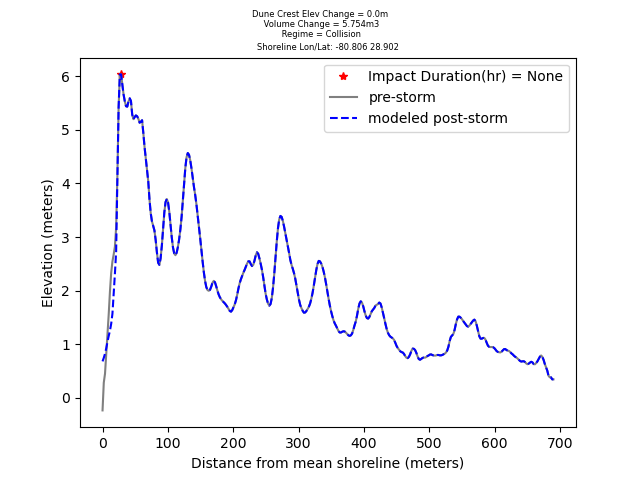 Dune Crest Elev Change = 0.0m
Volume Change = 5.754m3
Regime = Collision
Shoreline Lon/Lat: -80.806 28.902
Impact Duration(hr) = None
pre-storm
modeled post-storm
Elevation (meters)
6
5
4
3
2
1
0
0 100 200 300 400 500 600 700
Distance from mean shoreline (meters)